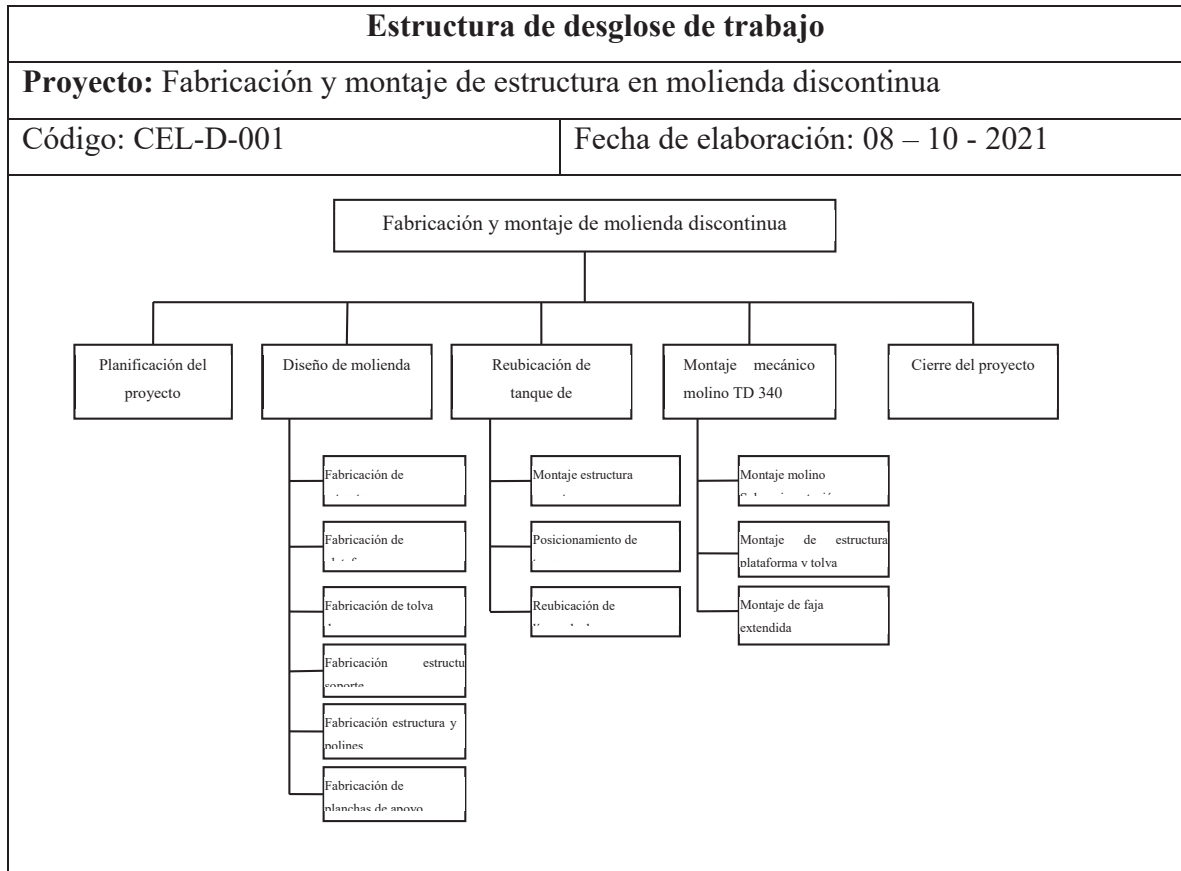 Estructura de desglose de trabajo
Proyecto: Fabricación y montaje de estructura en molienda discontinua
Código: CEL-D-001
Fecha de elaboración: 08 – 10 - 2021
Fabricación y montaje de molienda discontinua
Planificación del
proyecto
Diseño de molienda
Reubicación de
tanque de
Montaje mecánico
molino TD 340
Cierre del proyecto
Fabricación de
Fabricación de
Fabricación de tolva
Fabricación estructu
soporte
Fabricación estructura y
polines
Fabricación de
planchas de apoyo
Montaje estructura
Posicionamiento de
Reubicación de
Montaje molino
Montaje de estructura
plataforma y tolva
Montaje de faja
extendida